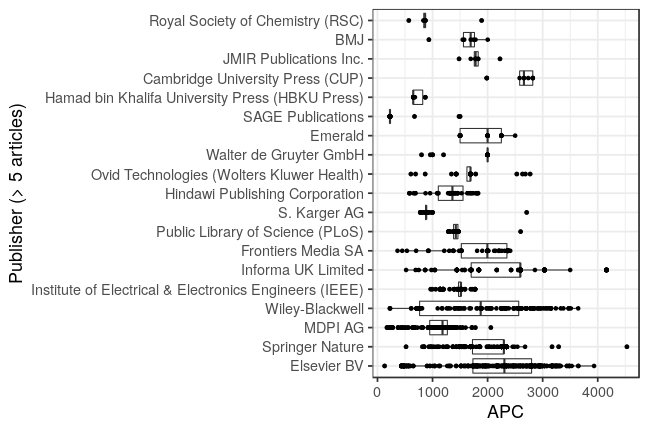 Royal Society of Chemistry (RSC)
BMJ
JMIR Publications Inc.
Cambridge University Press (CUP)
Hamad bin Khalifa University Press (HBKU Press)
SAGE Publications
Emerald
Walter de Gruyter GmbH
Ovid Technologies (Wolters Kluwer Health)
Hindawi Publishing Corporation
S. Karger AG
Public Library of Science (PLoS)
Frontiers Media SA
Informa UK Limited
Institute of Electrical & Electronics Engineers (IEEE)
Wiley-Blackwell
MDPI AG
Springer Nature
Elsevier BV
Publisher (> 5 articles)
0 1000 2000 3000 4000
APC